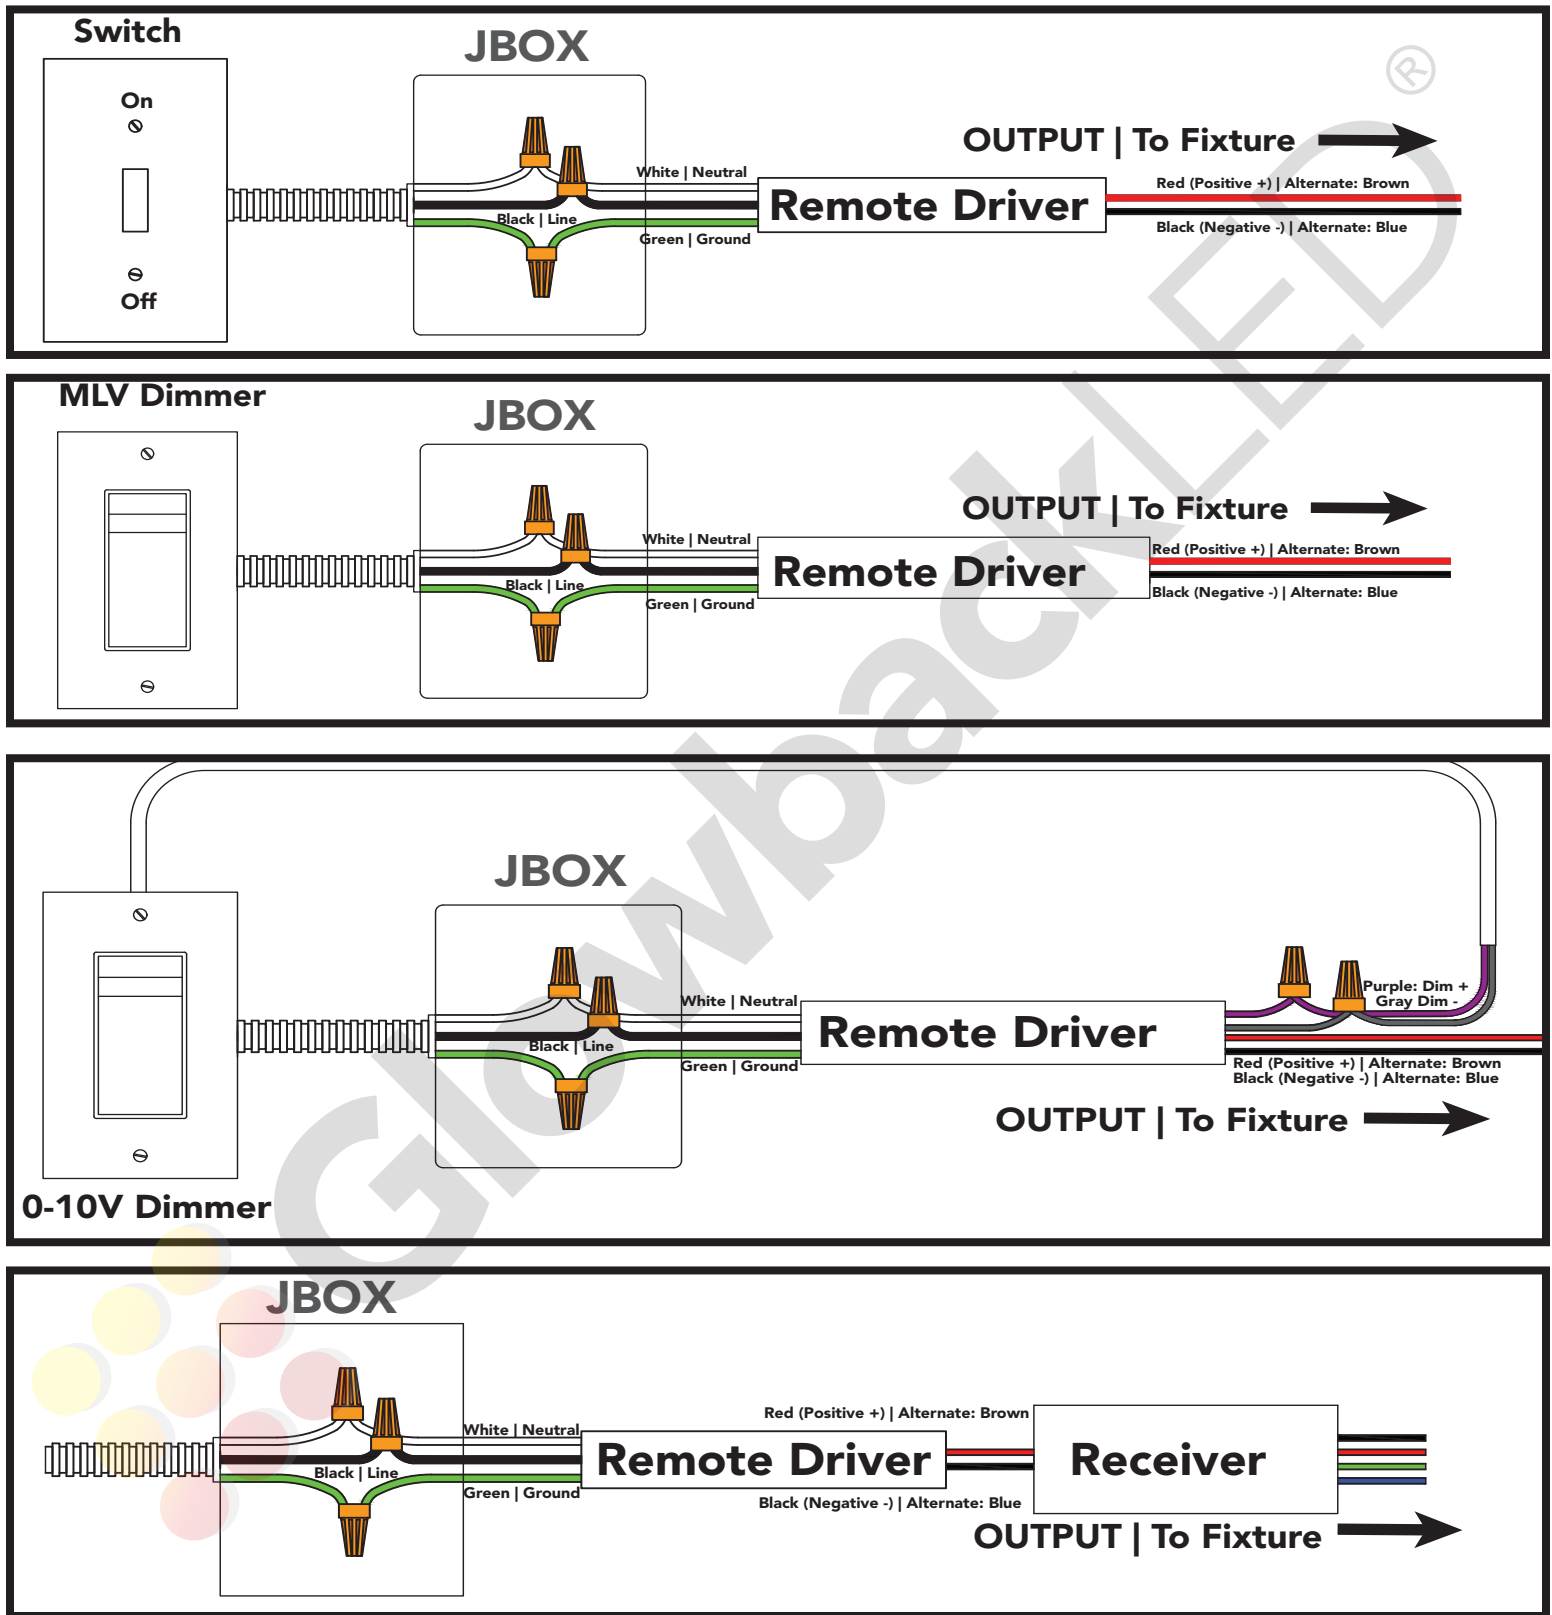 Switch
On
Off
JBOX
White | Neutral
Black | Line
Green | Ground
Remote Driver
OUTPUT | To Fixture
Red (Positive +) | Alternate: Brown
Black (Negative -) | Alternate: Blue
MLV Dimmer
JBOX
White | Neutral
Black | Line
Green | Ground
Remote Driver
OUTPUT | To Fixture
Red (Positive +) | Alternate: Brown
Black (Negative -) | Alternate: Blue
JBOX
White | Neutral
Black | Line
Green | Ground
Remote Driver
Purple: Dim +
Gray Dim -
Red (Positive +) | Alternate: Brown
Black (Negative -) | Alternate: Blue
OUTPUT | To Fixture
0-10V Dimmer
JBOX
White | Neutral
Black | Line
Green | Ground
Remote Driver
Red (Positive +) | Alternate: Brown
Black (Negative -) | Alternate: Blue
Receiver
OUTPUT | To Fixture
GlowbackLED®